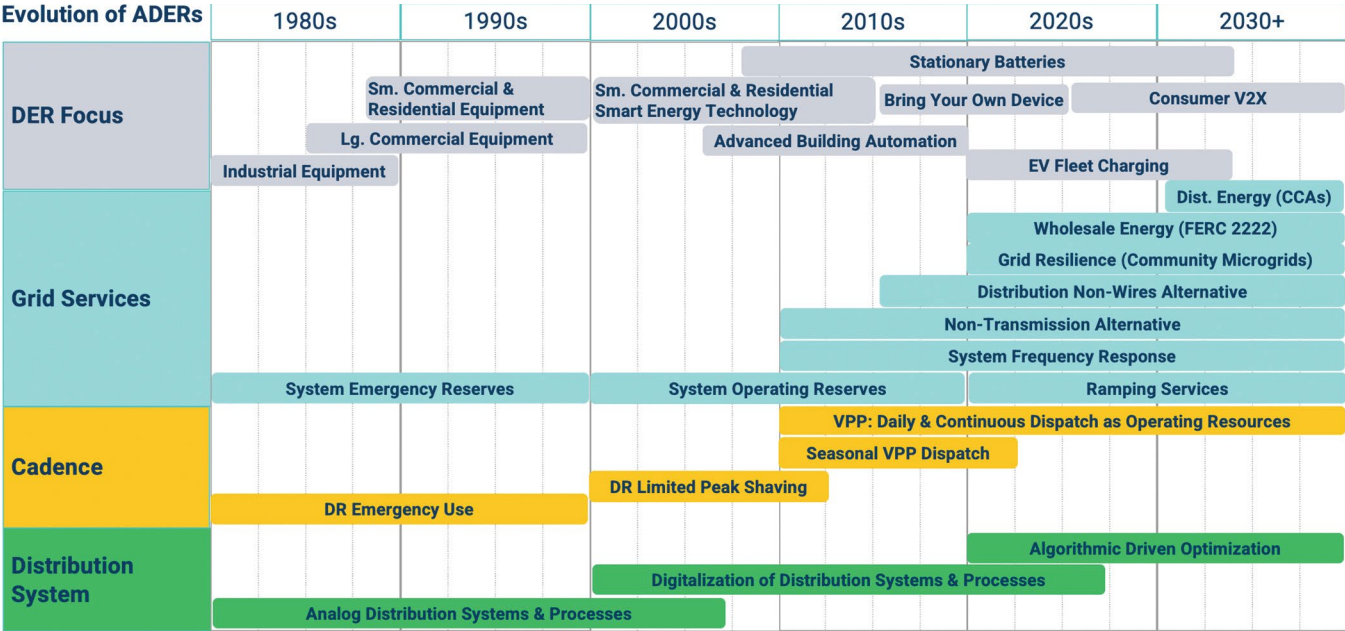 Evolution of ADERs
1980s
1990s
2000s
2010s
2020s
2030+
DER Focus
Stationary Batteries
Sm. Commercial &
Residential Equipment
Sm. Commercial & Residential
Smart Energy Technology
Bring Your Own Device
Consumer V2X
Lg. Commercial Equipment
Advanced Building Automation
Industrial Equipment
EV Fleet Charging
Grid Services
Dist. Energy (CCAs)
Wholesale Energy (FERC 2222)
Grid Resilience (Community Microgrids)
Distribution Non-Wires Alternative
Non-Transmission Alternative
System Frequency Response
System Emergency Reserves
System Operating Reserves
Ramping Services
Cadence
VPP: Daily & Continuous Dispatch as Operating Resources
Seasonal VPP Dispatch
DR Limited Peak Shaving
DR Emergency Use
Distribution
System
Algorithmic Driven Optimization
Digitalization of Distribution Systems & Processes
Analog Distribution Systems & Processes